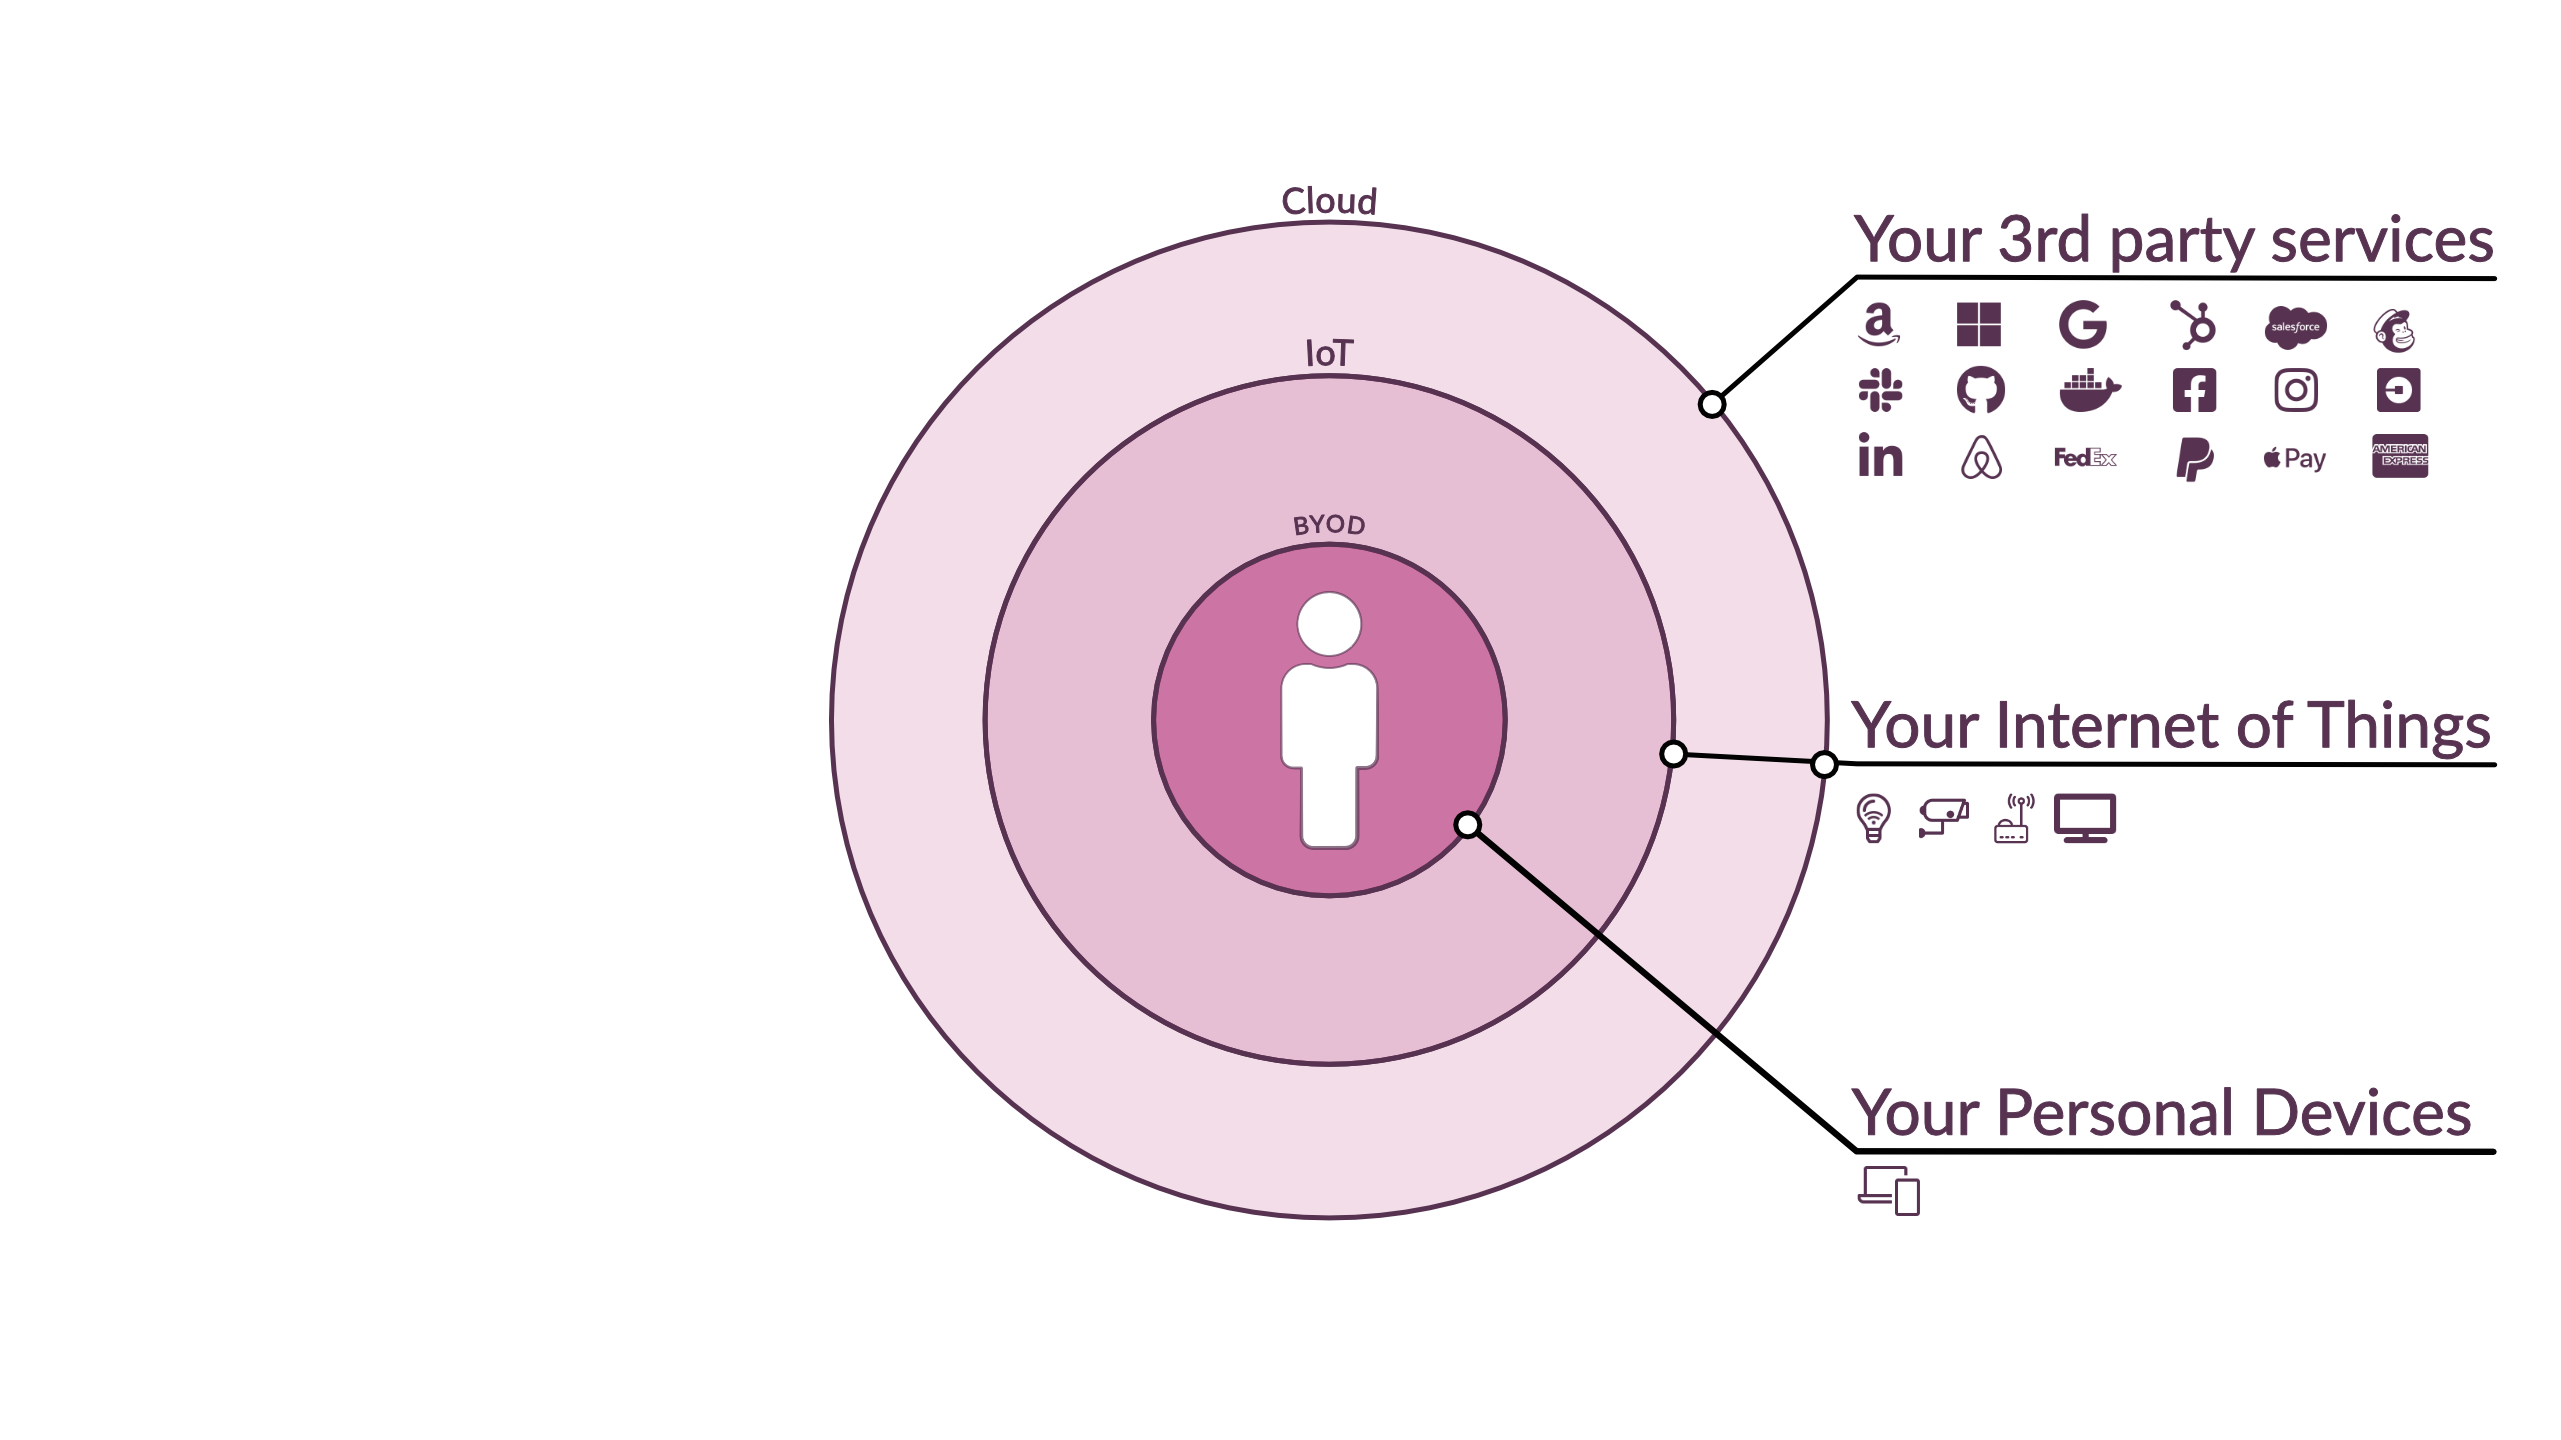 Cloud
IoT
BYOD
Your 3rd party services
a
G
salesforce
in
FedEx
Pay
AMERICAN
EXPRESS
Your Internet of Things
Your Personal Devices